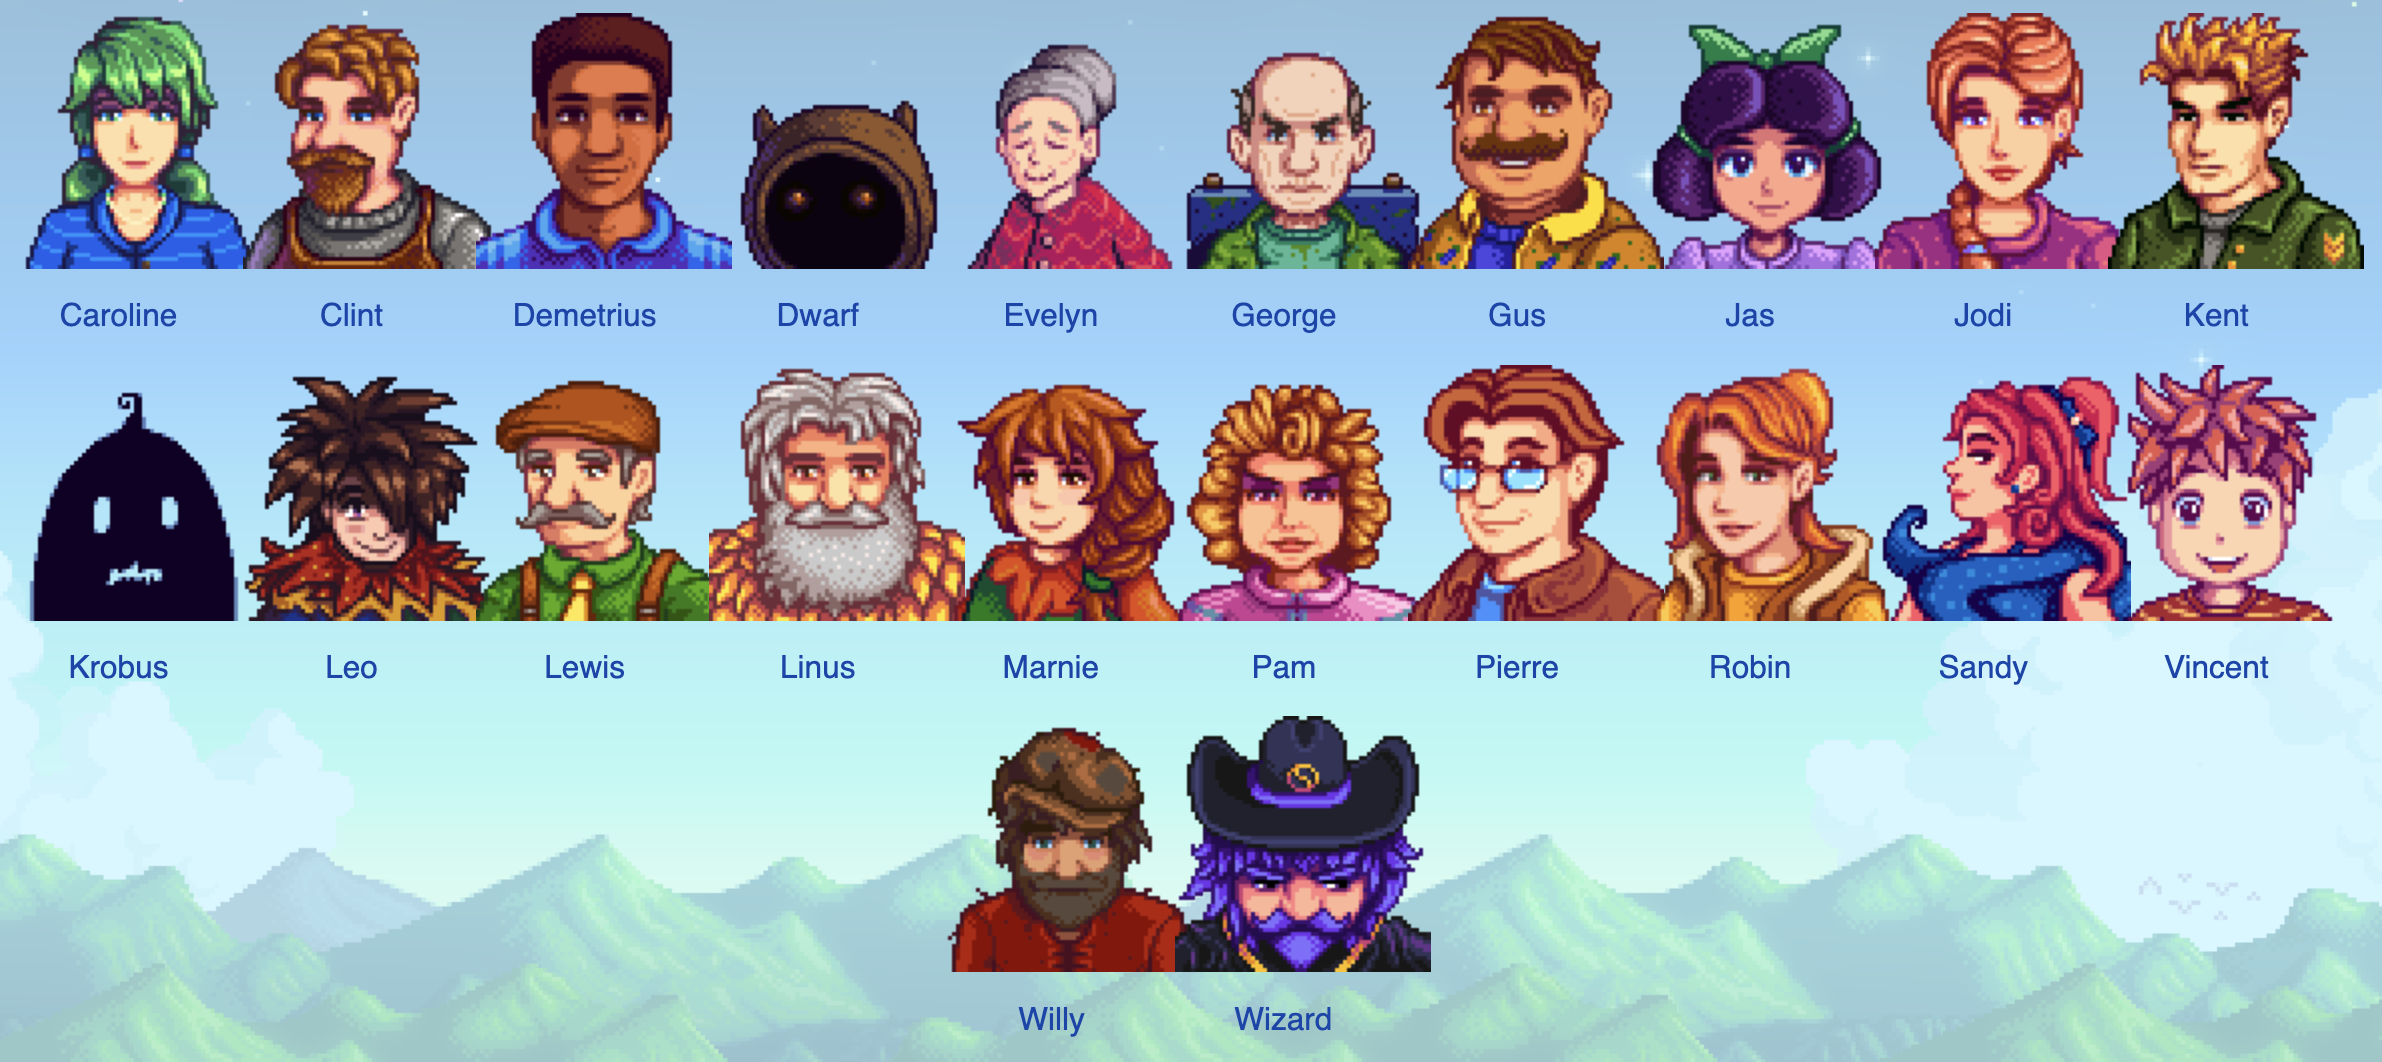 Caroline Clint Demetrius Dwarf Evelyn George Gus Jas Jodi Kent
Krobus Leo Lewis Linus Marnie Pam Pierre Robin Sandy Vincent
Willy Wizard